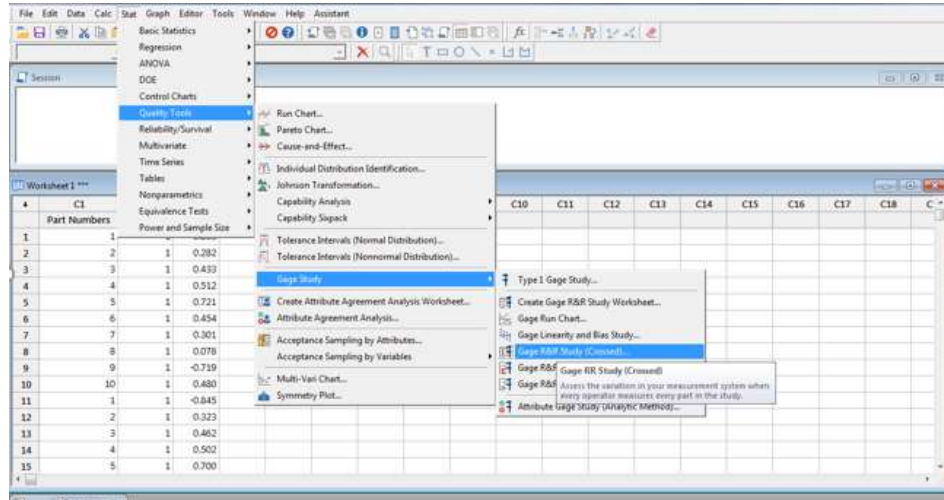 File Edit Data Calc Stat Graph Editor Tools Window Help Assistant
Basic Statistics
Regression
ANOVA
DOE
Control Charts
Quality Tools
Reliability/Survival
Multivariate
Time Series
Tables
Nonparametrics
Equivalence Tests
Power and Sample Size
Session
Run Chart...
Pareto Chart...
Cause-and-Effect...
Individual Distribution Identification...
Johnson Transformation...
Capability Analysis
Capability Sixpack
Tolerance Intervals (Normal Distribution)...
Tolerance Intervals (Nonnormal Distribution)...
Gage Study
Create Attribute Agreement Analysis Worksheet...
Attribute Agreement Analysis...
Acceptance Sampling by Attributes...
Acceptance Sampling by Variables
Multi-Vari Chart...
Symmetry Plot...
Type 1 Gage Study...
Create Gage R&R Study Worksheet...
Gage Run Chart...
Gage Linearity and Bias Study...
Gage R&R Study (Crossed)...
Gage R&R
Gage R&R
Attribute Gage Study (Analytic Method)...
Gage RR Study (Crossed)
Assess the variation in your measurement system when
every operator measures every part in the study.
Worksheet 1 ***
C1 C10 C11 C12 C13 C14 C15 C16 C17 C18
Part Numbers
1 1
2 2 1 0.282
3 3 1 0.433
4 4 1 0.512
5 5 1 0.721
6 6 1 0.454
7 7 1 0.301
8 8 1 0.078
9 9 1 -0.719
10 10 1 0.480
11 1 1 -0.845
12 2 1 0.323
13 3 1 0.462
14 4 1 0.502
15 5 1 0.700